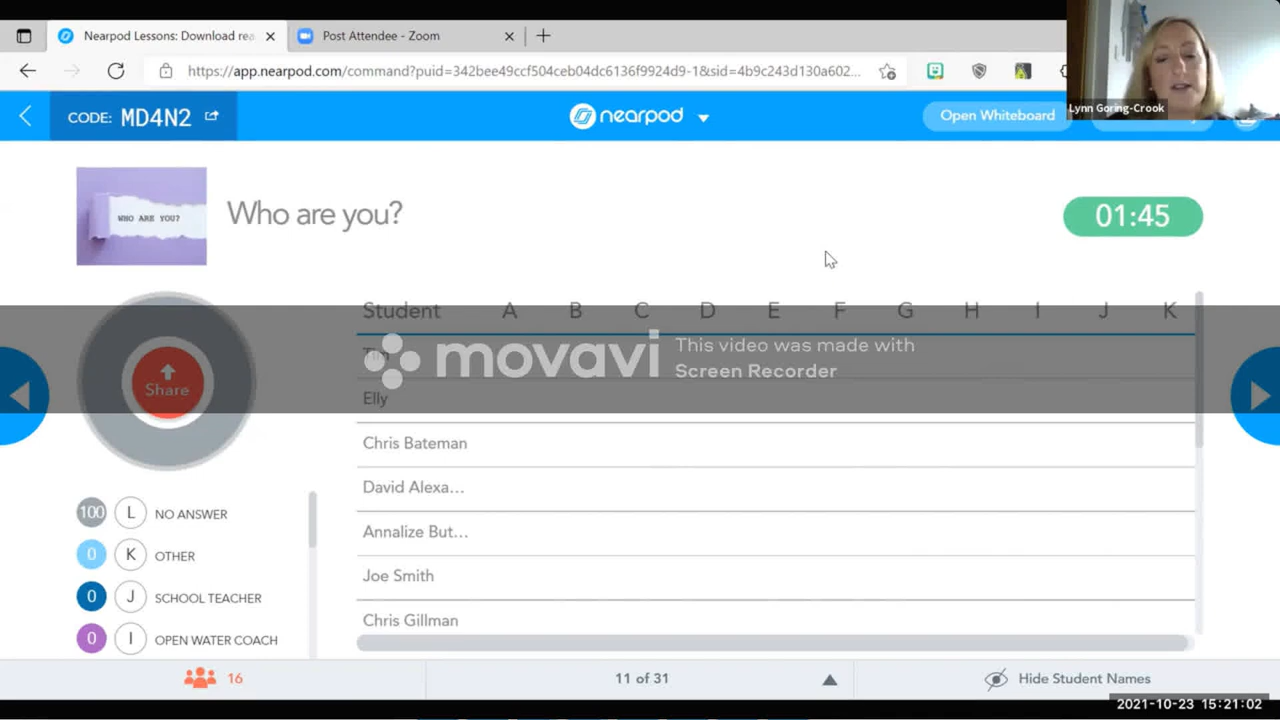 Nearpod Lessons: Download rea
Post Attendee - Zoom
https://app.nearpod.com/command?puid=342bee49ccf504ceb04dc6136f9924d9-1&sid=4b9c243d130a602...
Lynn Goring-Crook
CODE: MD4N2
nearpod
Open Whiteboard
WHO ARE YOU?
Who are you?
01:45
Student A B C D E F G H I J K
Tim
movavi
This video was made with
Screen Recorder
Share
Elly
Chris Bateman
David Alexa...
Annalize But...
Joe Smith
Chris Gillman
100 L NO ANSWER
0 K OTHER
0 J SCHOOL TEACHER
0 I OPEN WATER COACH
16
11 of 31
Hide Student Names
2021-10-23 15:21:02